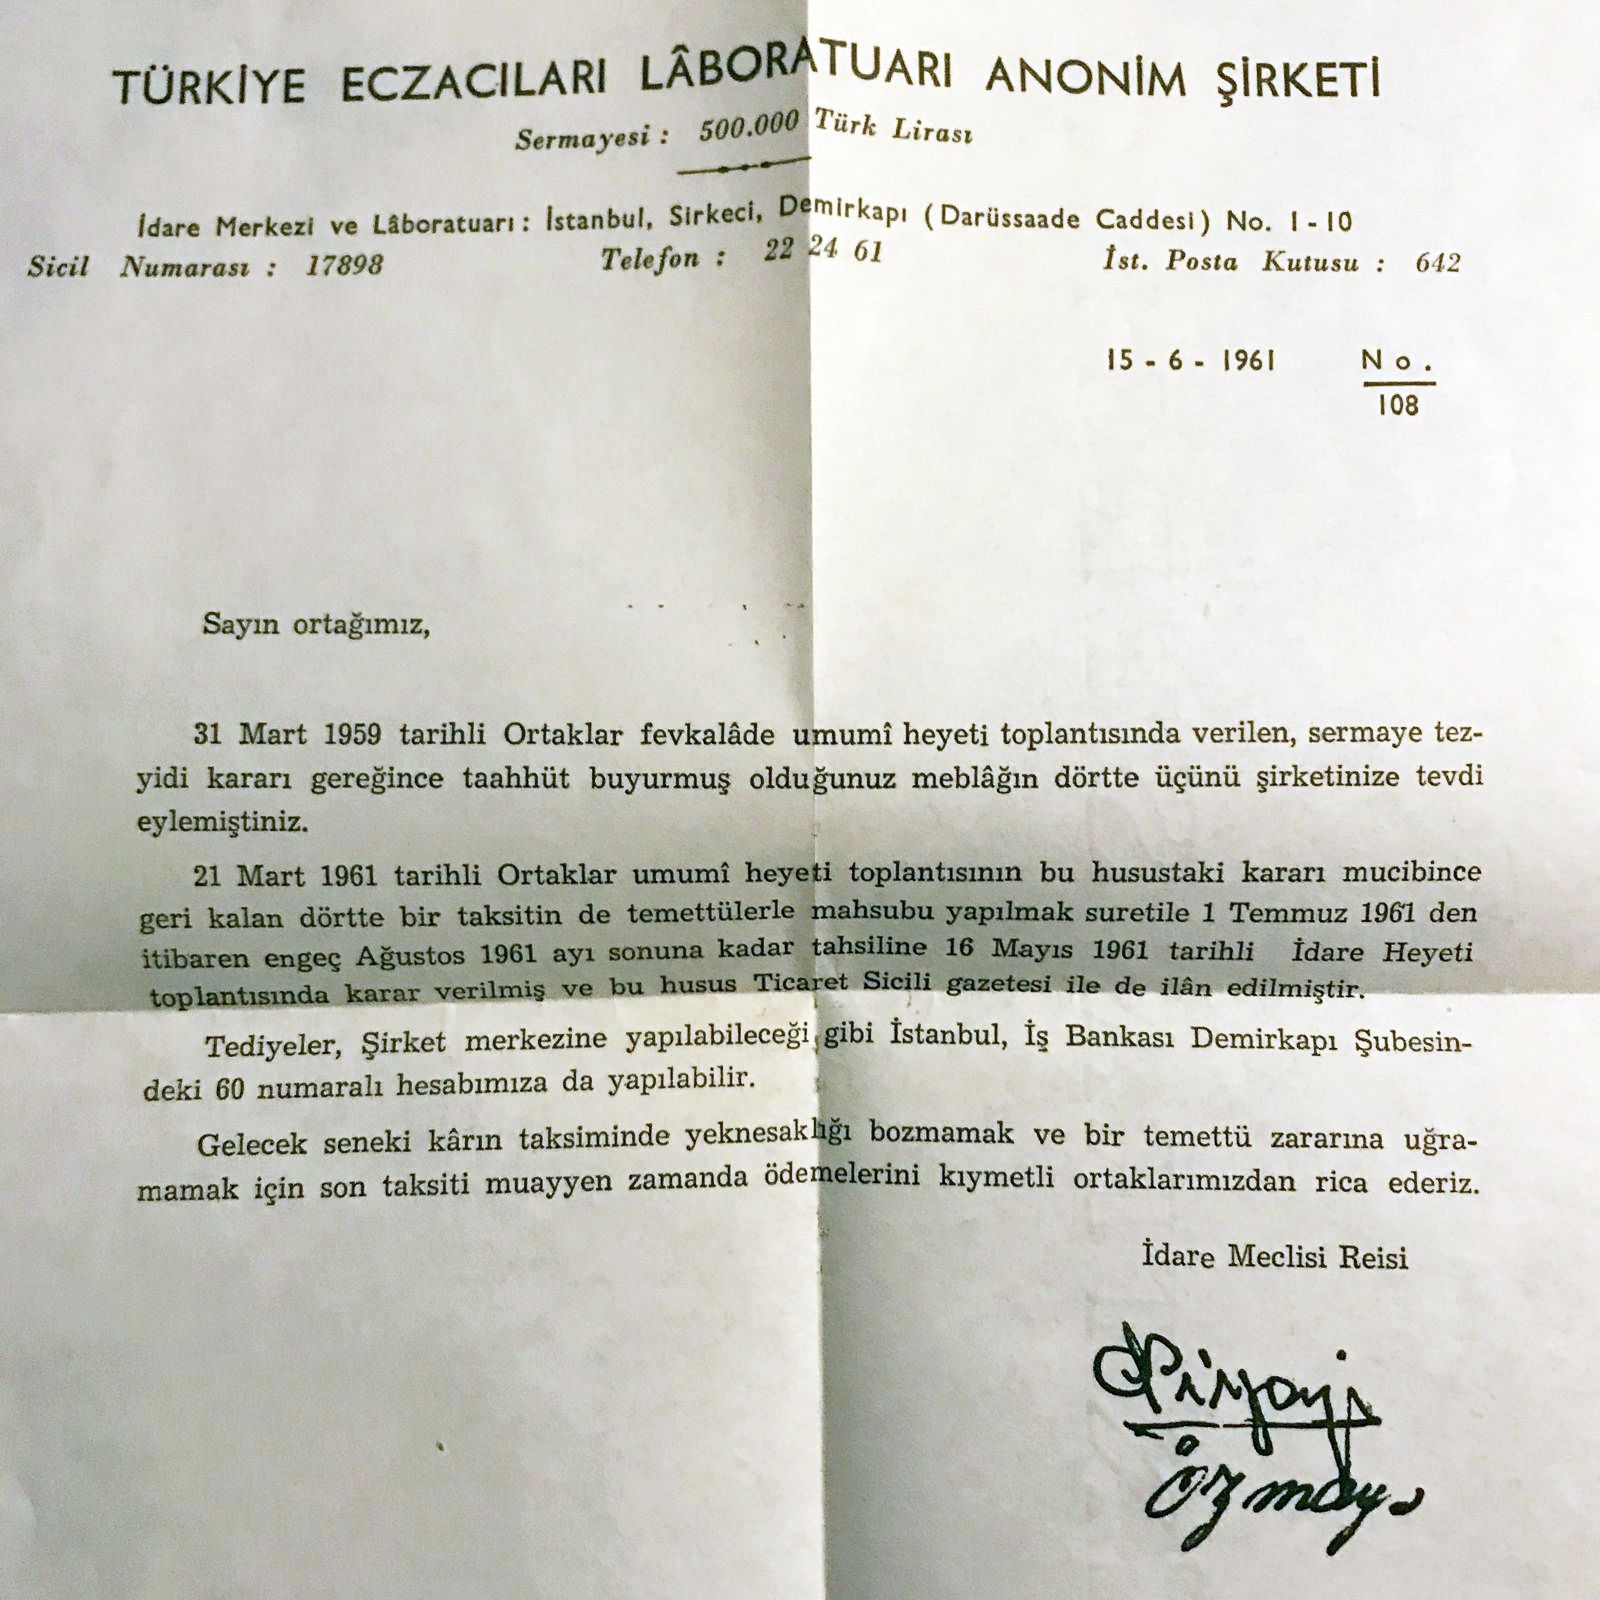 TÜRKİYE ECZACILARI LÂBORATUARI ANONİM ŞİRKETİ
Sermayesi : 500.000 Türk Lirası
İdare Merkezi ve Lâboratuarı : İstanbul, Sirkeci, Demirkapı (Darüssaade Caddesi) No. 1-10
Sicil Numarası : 17898 Telefon : 22 24 61 İst. Posta Kutusu : 642
15 - 6 - 1961 No.
108
Sayın ortağımız,
31 Mart 1959 tarihli Ortaklar fevkalâde umumî heyeti toplantısında verilen, sermaye tez-
yidi kararı gereğince taahhüt buyurmuş olduğunuz meblâğın dörtte üçünü şirketinize tevdi
eylemiştiniz.
21 Mart 1961 tarihli Ortaklar umumî heyeti toplantısının bu husustaki kararı mucibince
geri kalan dörtte bir taksitin de temettülerle mahsubu yapılmak suretile 1 Temmuz 1961 den
itibaren engeç Ağustos 1961 ayı sonuna kadar tahsiline 16 Mayıs 1961 tarihli İdare Heyeti
toplantısında karar verilmiş ve bu husus Ticaret Sicili gazetesi ile de ilân edilmiştir.
Tediyeler, Şirket merkezine yapılabileceği gibi İstanbul, İş Bankası Demirkapı Şubesin-
deki 60 numaralı hesabımıza da yapılabilir.
Gelecek seneki kârın taksiminde yeknesaklığı bozmamak ve bir temettü zararına uğra-
mamak için son taksiti muayyen zamanda ödemelerini kıymetli ortaklarımızdan rica ederiz.
İdare Meclisi Reisi